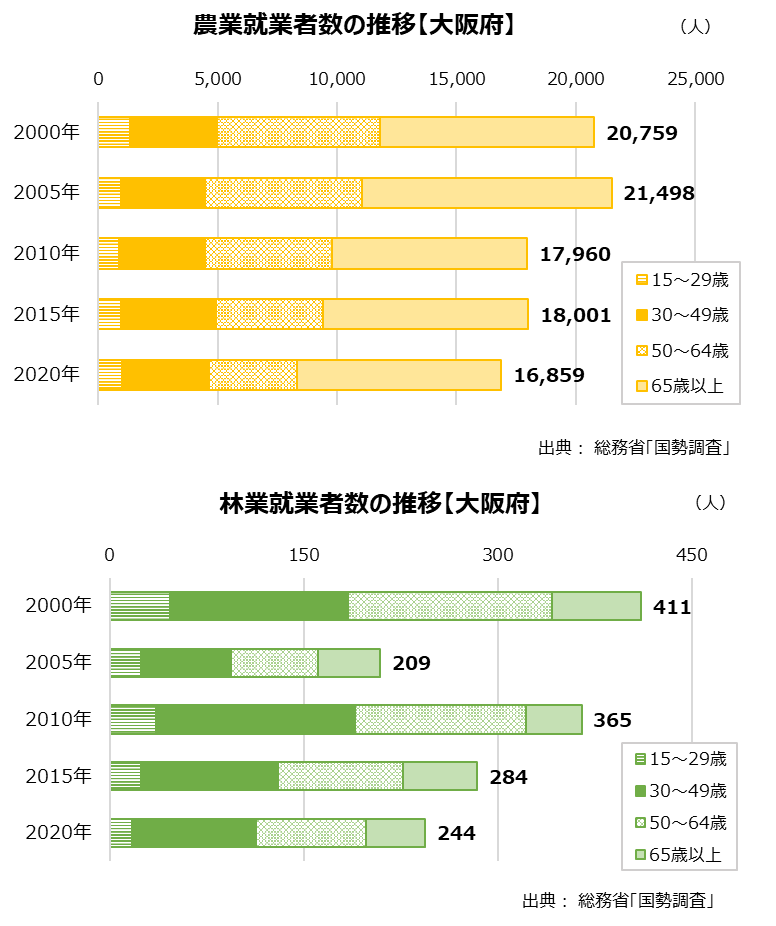 農業就業者数の推移【大阪府】
（人）
0 5,000 10,000 15,000 20,000 25,000
2000年 20,759
2005年 21,498
2010年 17,960
2015年 18,001
2020年 16,859
15～29歳
30～49歳
50～64歳
65歳以上
出典： 総務省「国勢調査」
林業就業者数の推移【大阪府】
（人）
0 150 300 450
2000年 411
2005年 209
2010年 365
2015年 284
2020年 244
15～29歳
30～49歳
50～64歳
65歳以上
出典： 総務省「国勢調査」